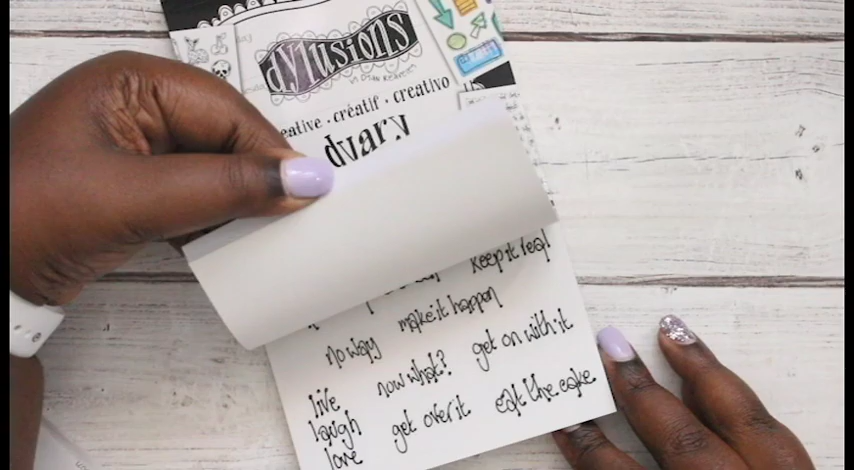 dylusions
creative · créatif · creativo
dyary
keep it real
make it happen
no way
get on with it
now what?
live
laugh
love
get over it
eat the cake